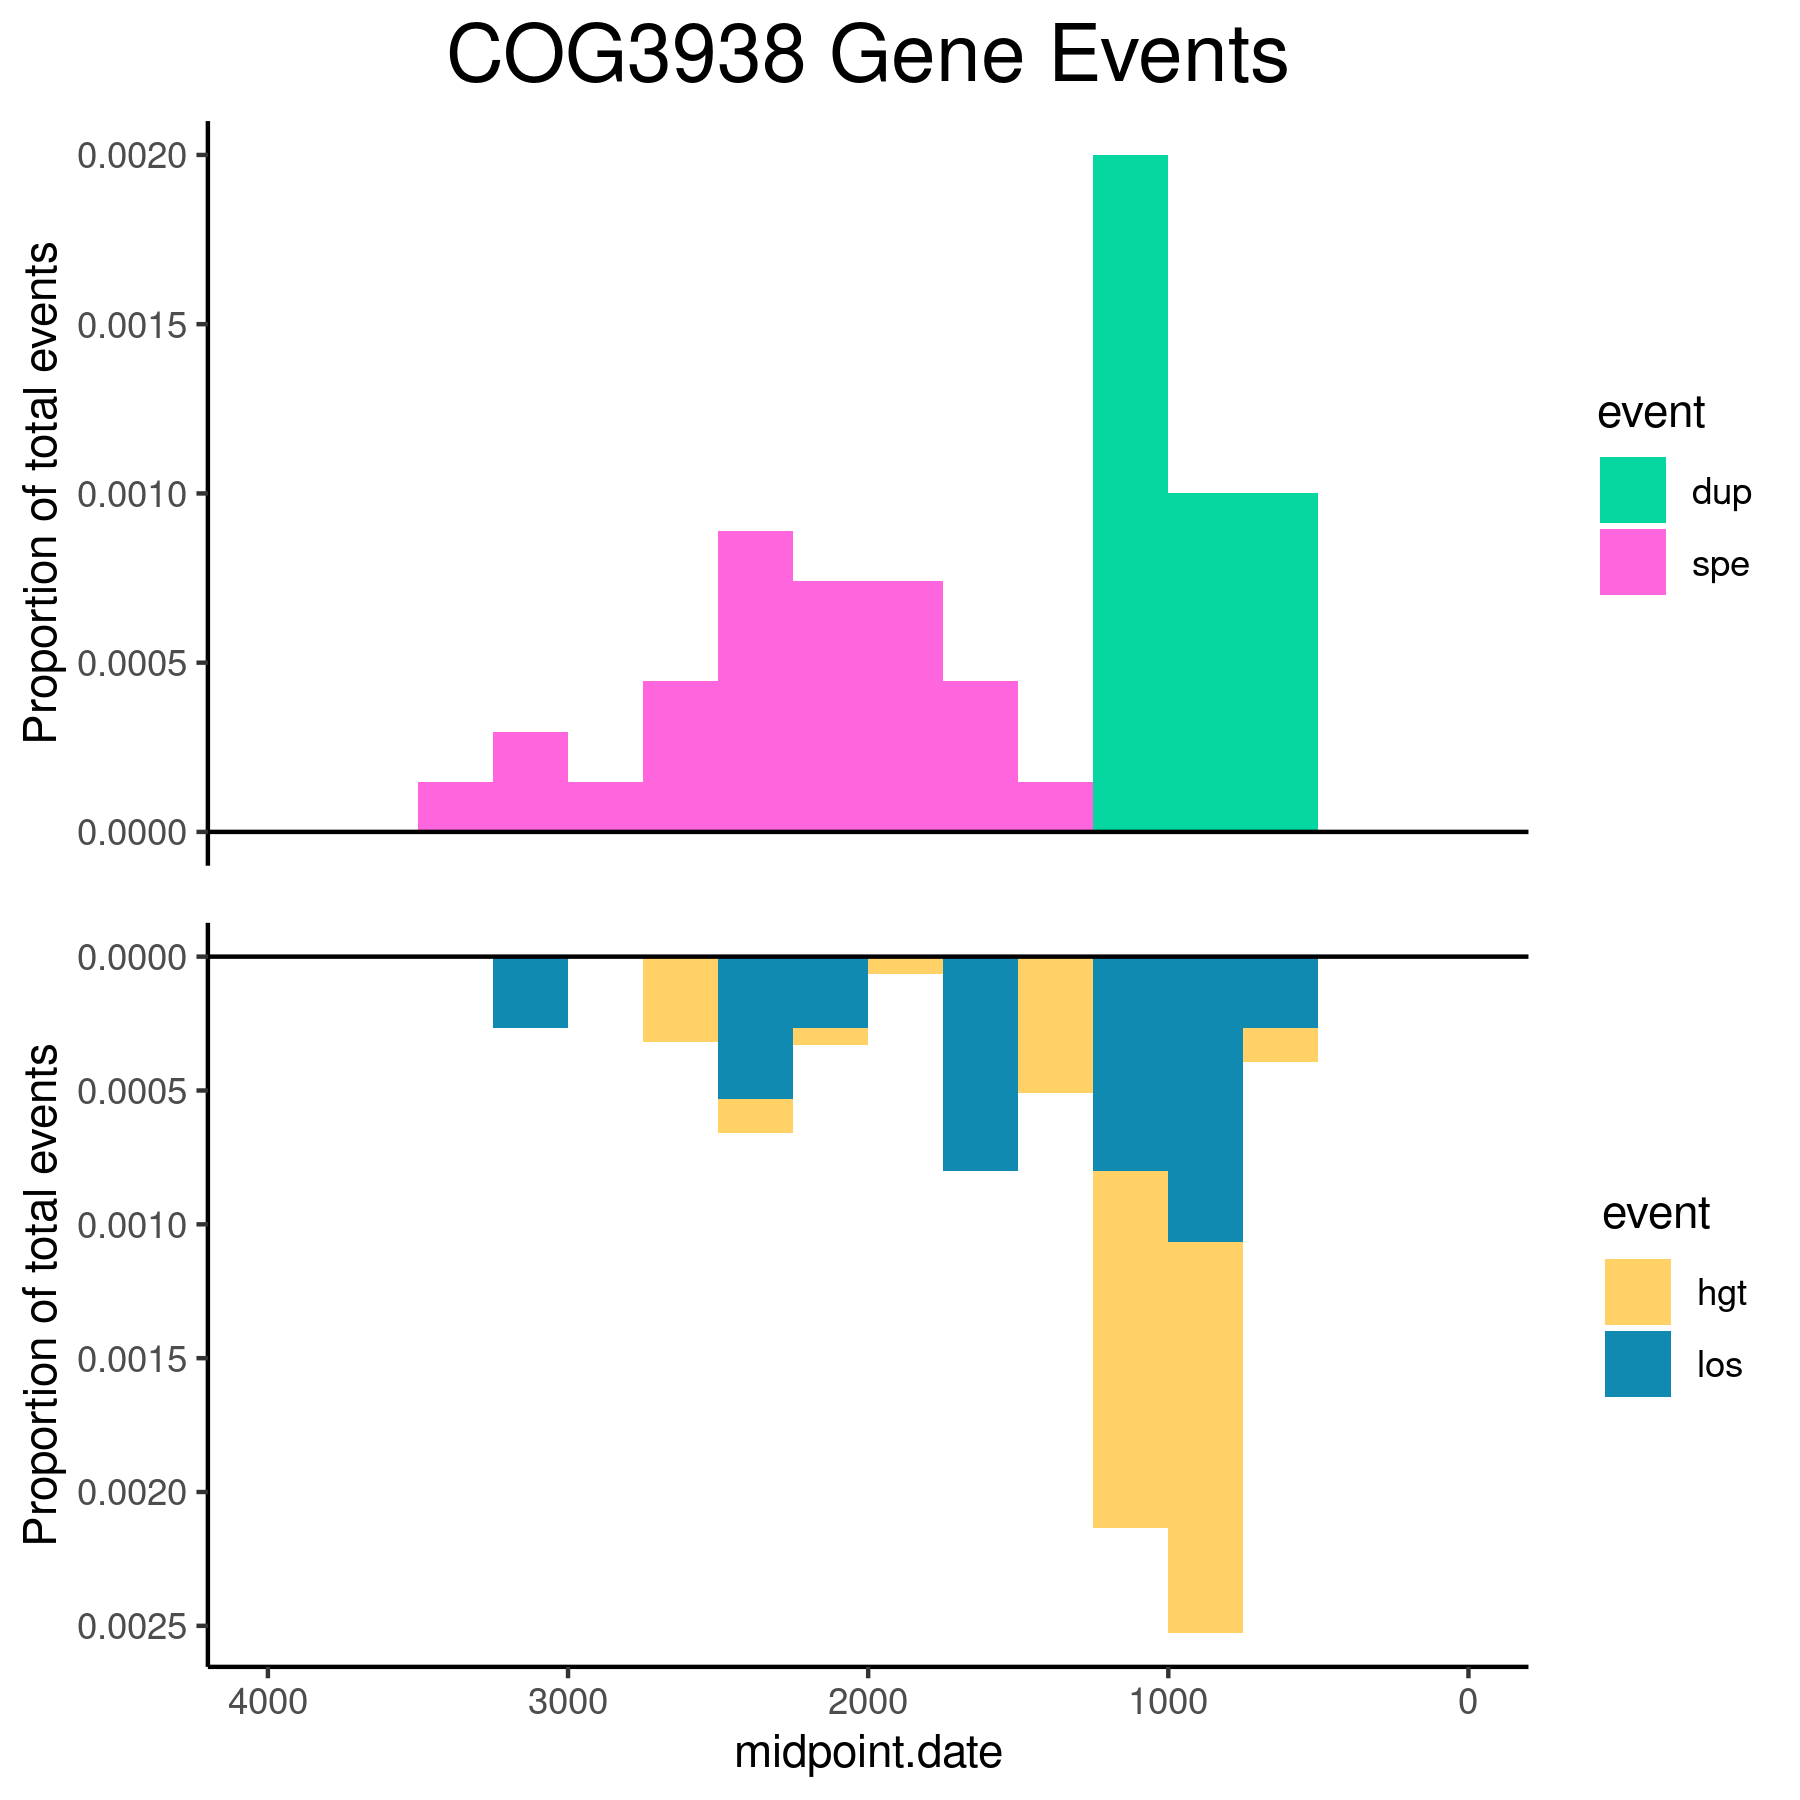 COG3938 Gene Events
Proportion of total events
0.0020
0.0015
0.0010
0.0005
0.0000
event
dup
spe
Proportion of total events
0.0000
0.0005
0.0010
0.0015
0.0020
0.0025
event
hgt
los
4000 3000 2000 1000 0
midpoint.date